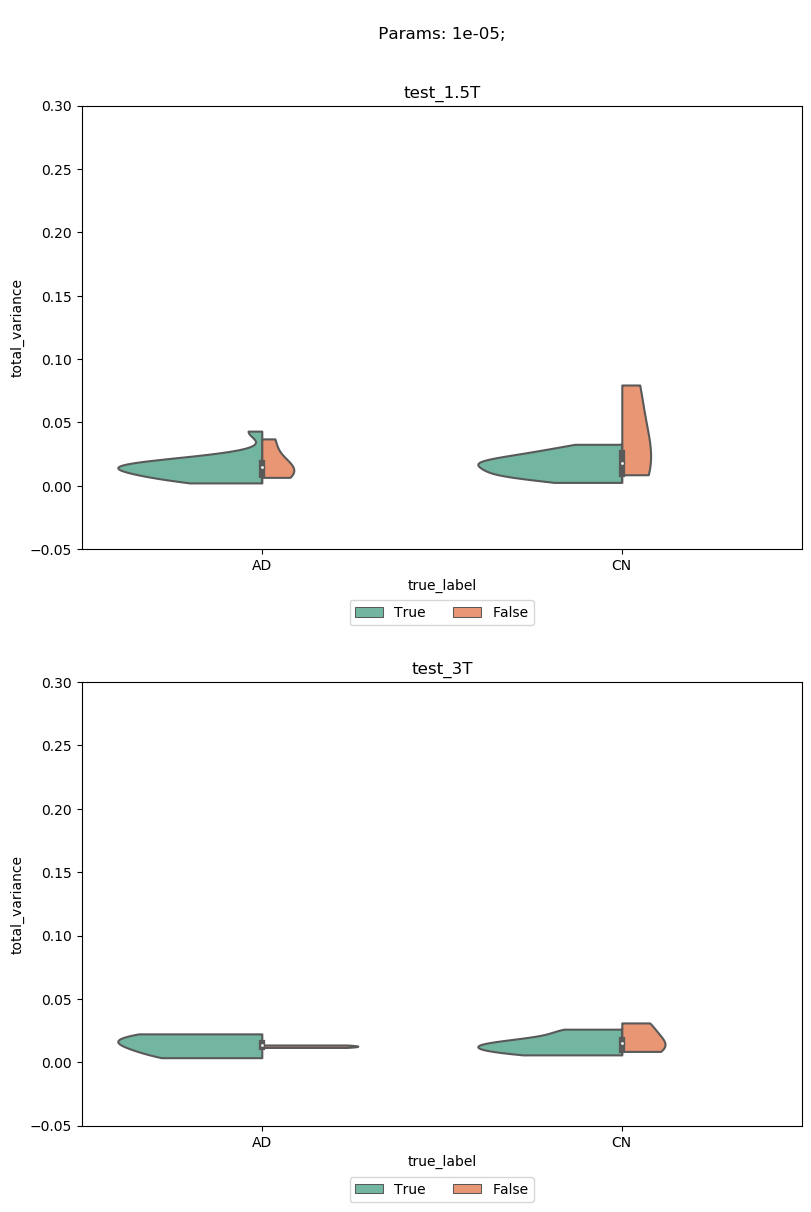 Params: 1e-05;
test_1.5T
0.30
0.25
0.20
0.15
0.10
0.05
0.00
−0.05
total_variance
AD CN
true_label
True False
test_3T
0.30
0.25
0.20
0.15
0.10
0.05
0.00
−0.05
total_variance
AD CN
true_label
True False